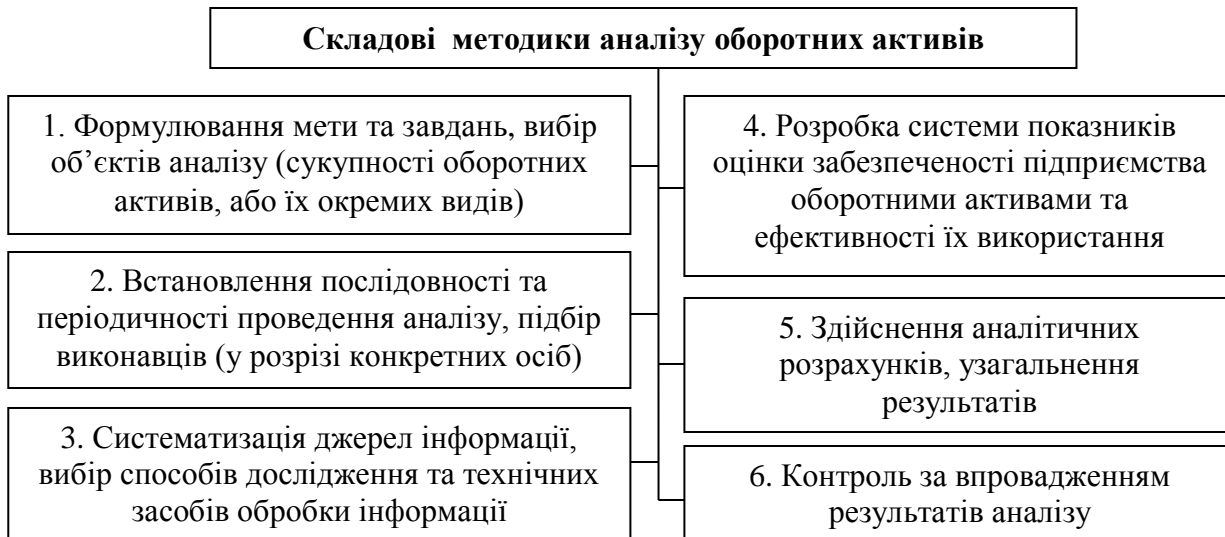 Складові методики аналізу оборотних активів
1. Формулювання мети та завдань, вибір
об’єктів аналізу (сукупності оборотних
активів, або їх окремих видів)
2. Встановлення послідовності та
періодичності проведення аналізу, підбір
виконавців (у розрізі конкретних осіб)
3. Систематизація джерел інформації,
вибір способів дослідження та технічних
засобів обробки інформації
4. Розробка системи показників
оцінки забезпеченості підприємства
оборотними активами та
ефективності їх використання
5. Здійснення аналітичних
розрахунків, узагальнення
результатів
6. Контроль за впровадженням
результатів аналізу